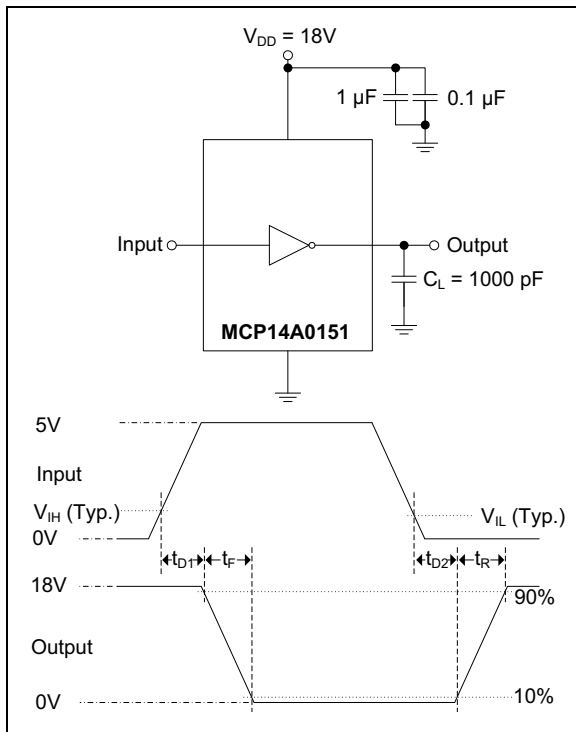 V_DD = 18V
1 µF
0.1 µF
Input
Output
C_L = 1000 pF
MCP14A0151
5V
Input
V_IH (Typ.)
V_IL (Typ.)
0V
t_D1
t_F
t_D2
t_R
18V
90%
Output
10%
0V